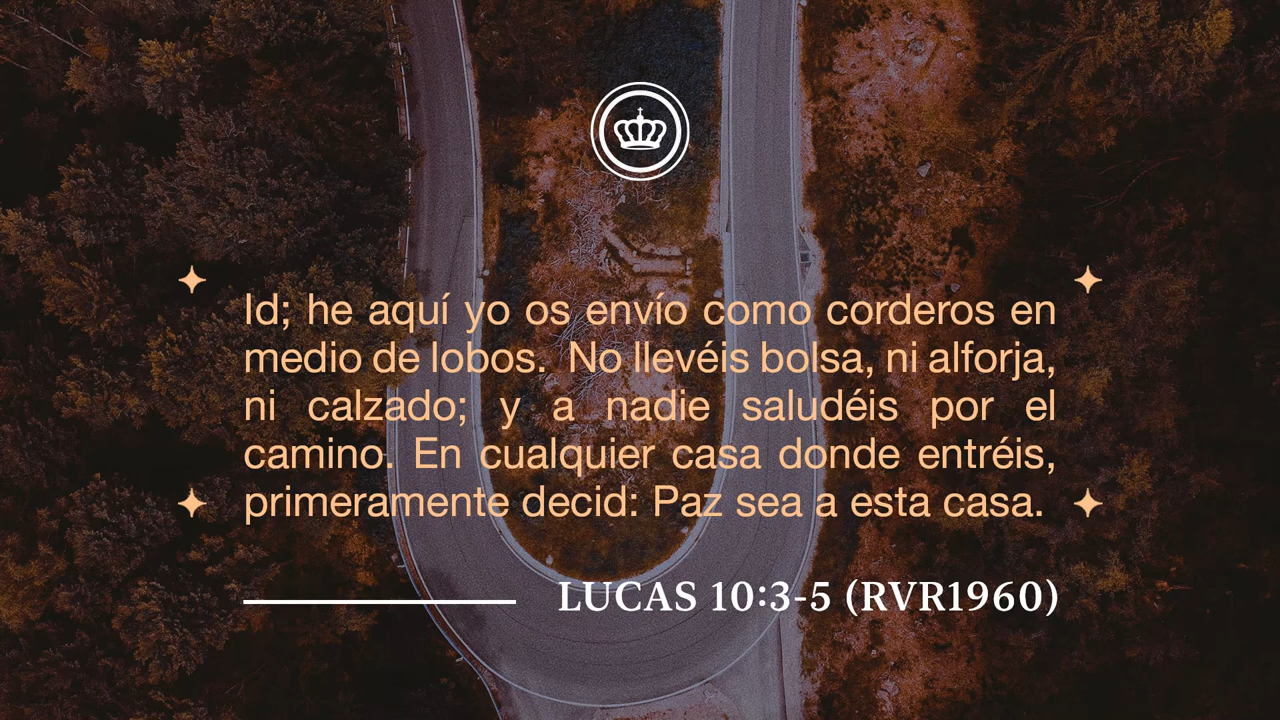 Id; he aquí yo os envío como corderos en
medio de lobos.  No llevéis bolsa, ni alforja,
ni calzado; y a nadie saludéis por el
camino. En cualquier casa donde entréis,
primeramente decid: Paz sea a esta casa.
LUCAS 10:3-5 (RVR1960)